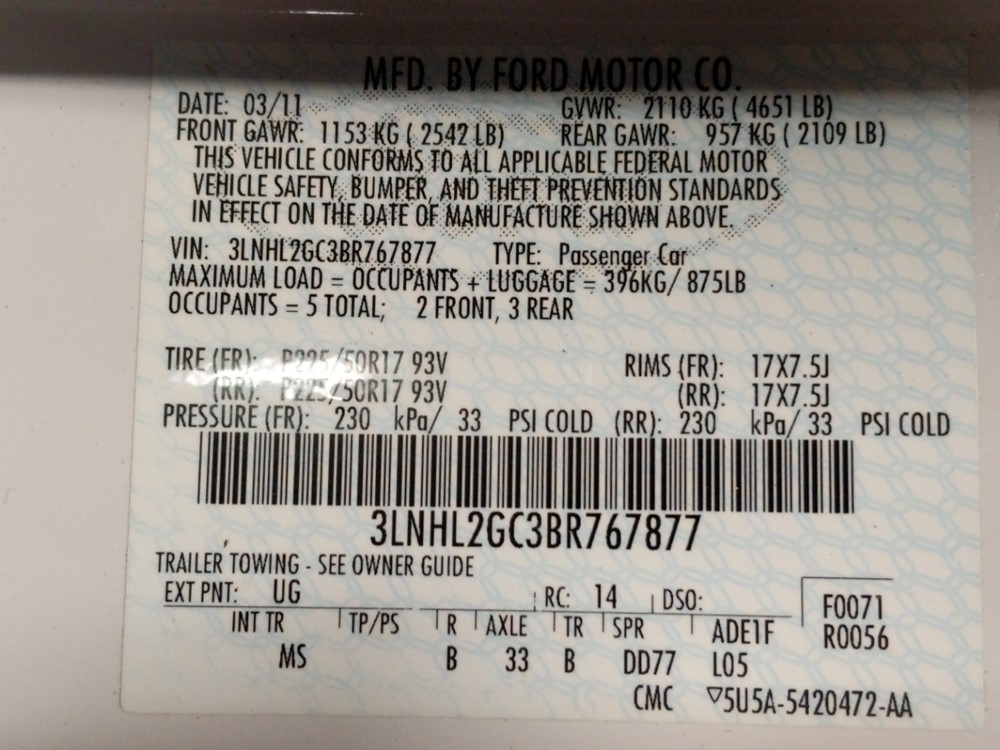 MFD. BY FORD MOTOR CO.
DATE: 03/11 GVWR: 2110 KG ( 4651 LB)
FRONT GAWR: 1153 KG ( 2542 LB) REAR GAWR: 957 KG ( 2109 LB)
THIS VEHICLE CONFORMS TO ALL APPLICABLE FEDERAL MOTOR
VEHICLE SAFETY, BUMPER, AND THEFT PREVENTION STANDARDS
IN EFFECT ON THE DATE OF MANUFACTURE SHOWN ABOVE.
VIN: 3LNHL2GC3BR767877 TYPE: Passenger Car
MAXIMUM LOAD = OCCUPANTS + LUGGAGE = 396KG/ 875LB
OCCUPANTS = 5 TOTAL; 2 FRONT, 3 REAR
TIRE (FR): P225/50R17 93V RIMS (FR): 17X7.5J
(RR): P225/50R17 93V (RR): 17X7.5J
PRESSURE (FR): 230 kPa/ 33 PSI COLD (RR): 230 kPa/ 33 PSI COLD
3LNHL2GC3BR767877
TRAILER TOWING - SEE OWNER GUIDE
EXT PNT: UG RC: 14 DSO: F0071
INT TR TP/PS R AXLE TR SPR ADE1F R0056
MS B 33 B DD77 L05
CMC ▽5U5A-5420472-AA